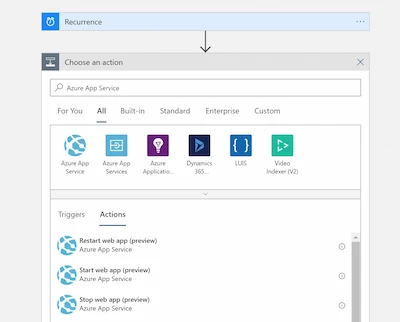 Recurrence
Choose an action
Azure App Service
For You All Built-in Standard Enterprise Custom
Azure App Service
Azure App Services
Azure Applicatio...
Dynamics 365...
LUIS
Video Indexer (V2)
Triggers Actions
Restart web app (preview)
Azure App Service
Start web app (preview)
Azure App Service
Stop web app (preview)
Azure App Service